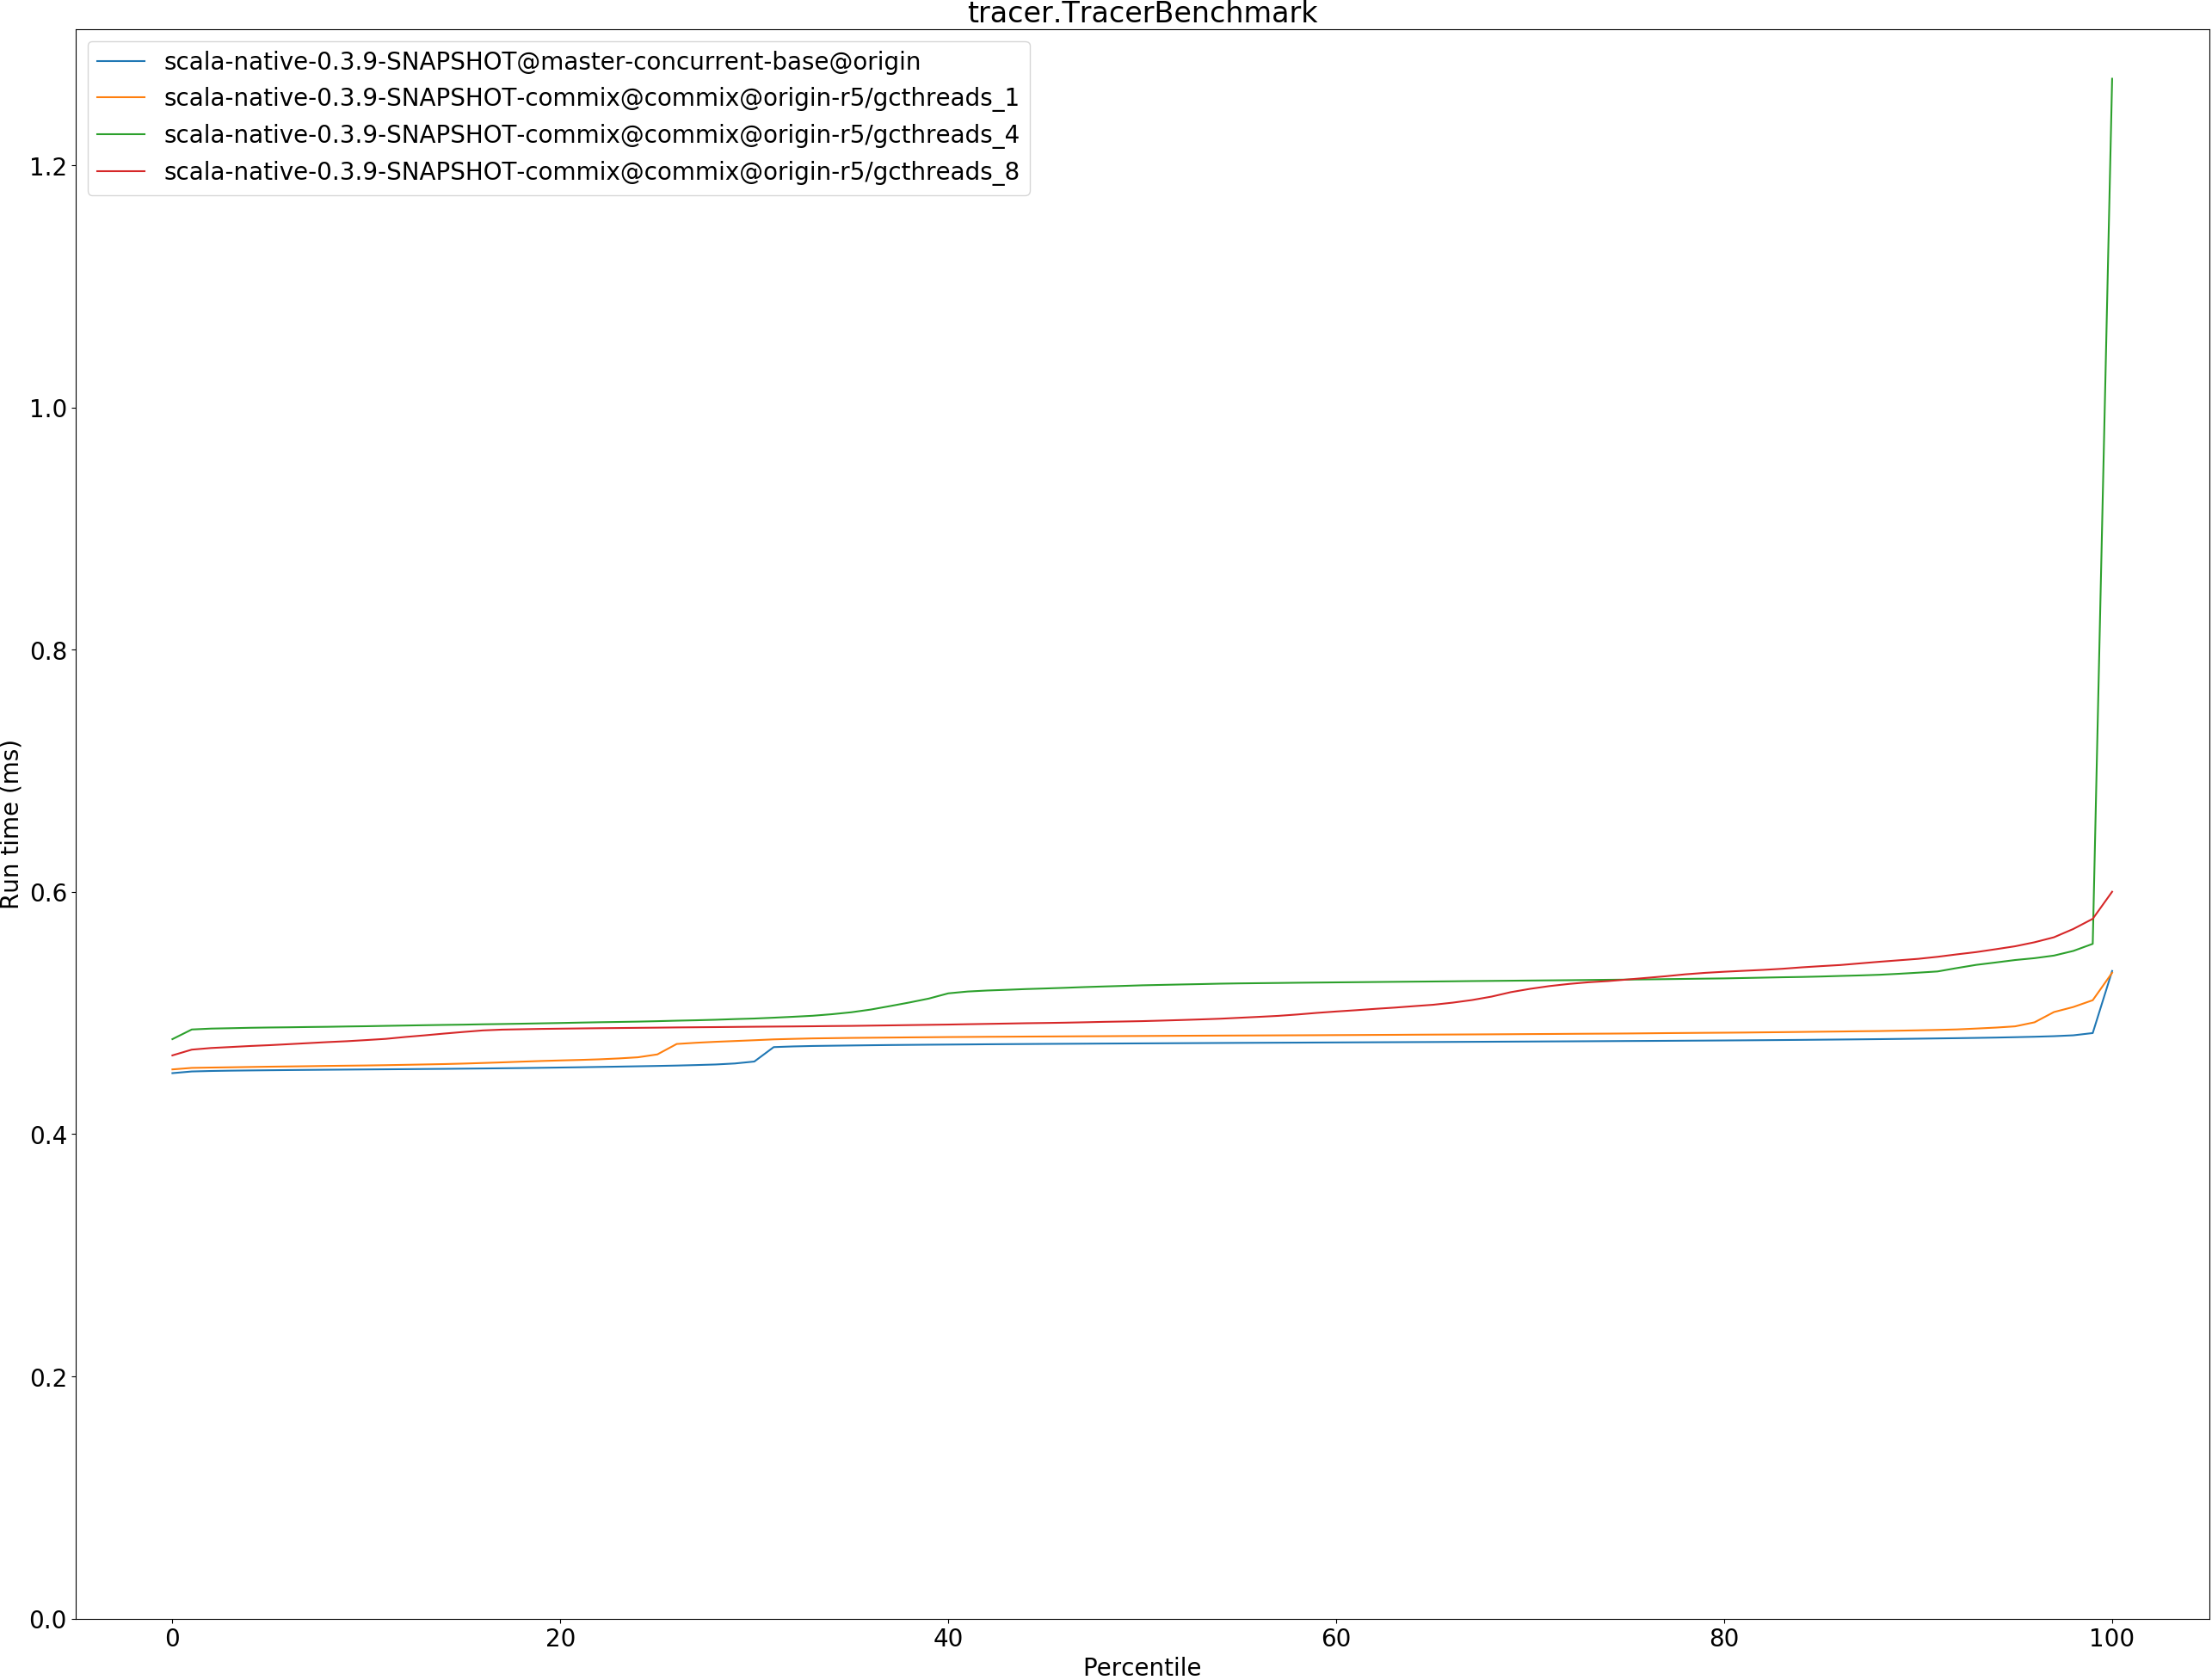 tracer.TracerBenchmark
scala-native-0.3.9-SNAPSHOT@master-concurrent-base@origin
scala-native-0.3.9-SNAPSHOT-commix@commix@origin-r5/gcthreads_1
scala-native-0.3.9-SNAPSHOT-commix@commix@origin-r5/gcthreads_4
scala-native-0.3.9-SNAPSHOT-commix@commix@origin-r5/gcthreads_8
1.2
1.0
0.8
0.6
0.4
0.2
0.0
Run time (ms)
0 20 40 60 80 100
Percentile